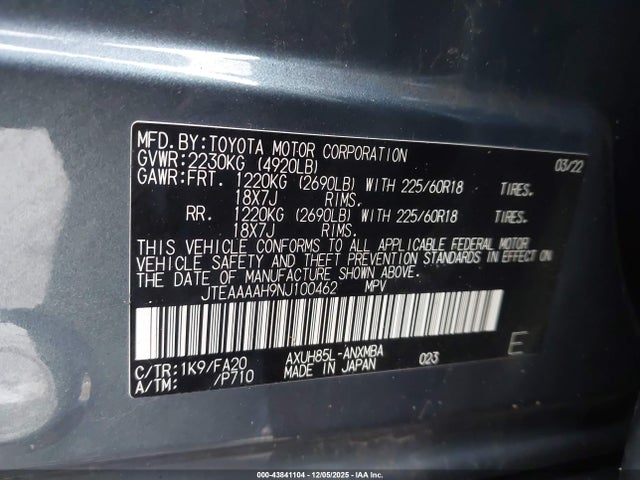 MFD.BY:TOYOTA MOTOR CORPORATION 03/22
GVWR:2230KG (4920LB)
GAWR:FRT. 1220KG (2690LB) WITH 225/60R18 TIRES.
18X7J RIMS.
RR. 1220KG (2690LB) WITH 225/60R18 TIRES.
18X7J RIMS.
THIS VEHICLE CONFORMS TO ALL APPLICABLE FEDERAL MOTOR
VEHICLE SAFETY AND THEFT PREVENTION STANDARDS IN EFFECT
ON THE DATE OF MANUFACTURE SHOWN ABOVE.
JTEAAAAH9NJ100462 MPV
C/TR:1K9/FA20 AXUH85L-ANXMBA 023 E
A/TM: /P710 MADE IN JAPAN
000-43841104 - 12/05/2025 - IAA Inc.